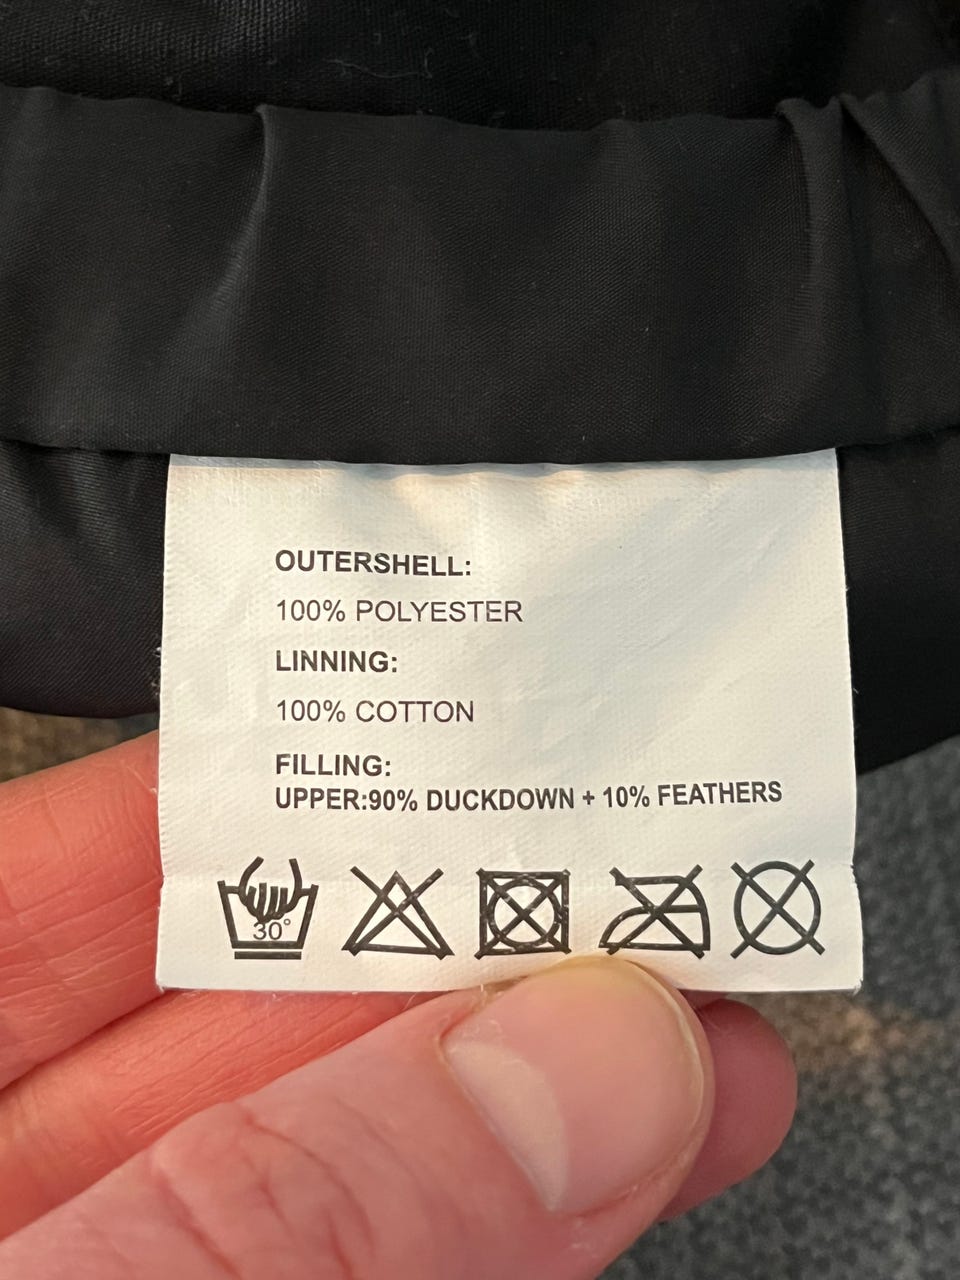 OUTERSHELL:
100% POLYESTER
LINNING:
100% COTTON
FILLING:
UPPER:90% DUCKDOWN + 10% FEATHERS
30°